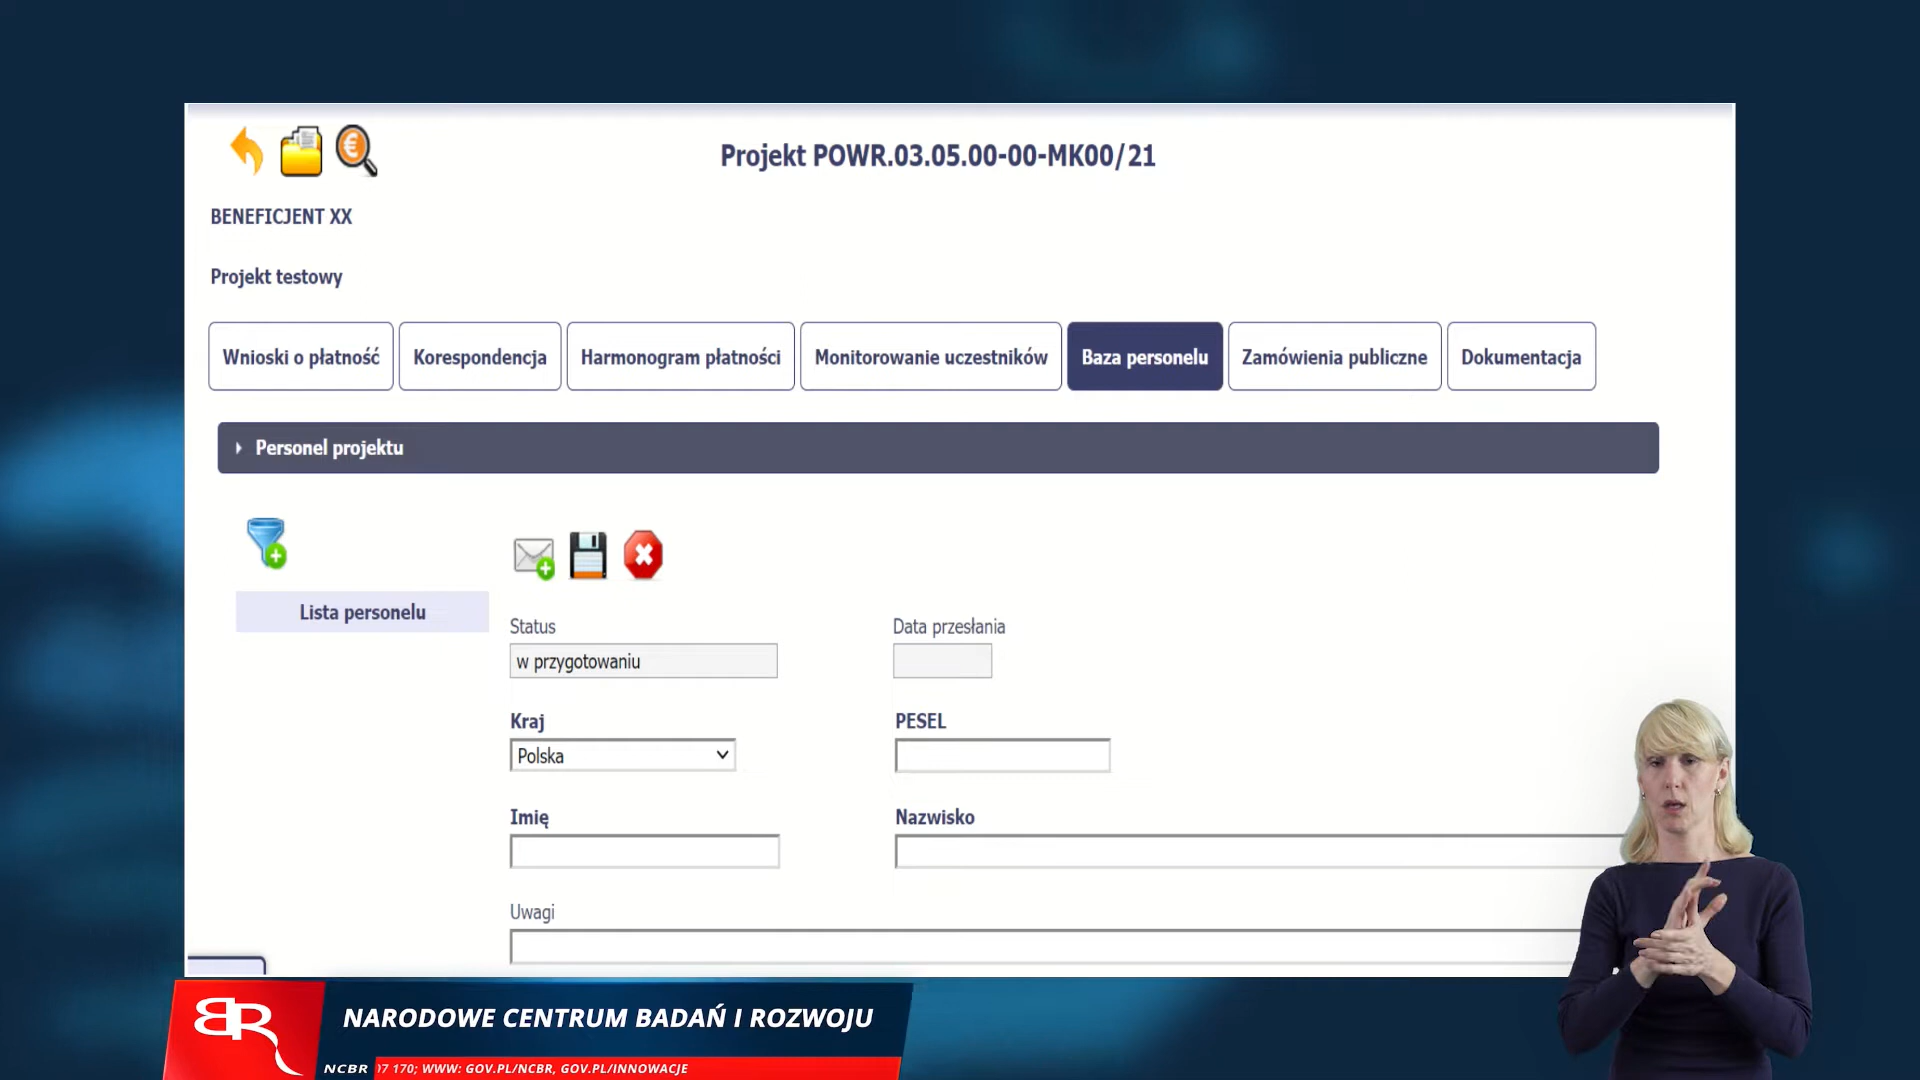 Projekt POWR.03.05.00-00-MK00/21
BENEFICJENT XX
Projekt testowy
Wnioski o płatność
Korespondencja
Harmonogram płatności
Monitorowanie uczestników
Baza personelu
Zamówienia publiczne
Dokumentacja
Personel projektu
Lista personelu
Status
Data przesłania
w przygotowaniu
Kraj
PESEL
Polska
Imię
Nazwisko
Uwagi
NARODOWE CENTRUM BADAŃ I ROZWOJU
NCBR
07 170; WWW: GOV.PL/NCBR, GOV.PL/INNOWACJE